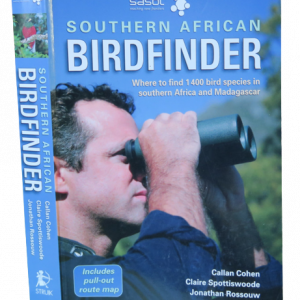 sasol
SOUTHERN AFRICAN
BIRDFINDER
Where to find 1400 bird species in
southern Africa and Madagascar
Includes
pull-out
route map
Callan Cohen
Claire Spottiswoode
Jonathan Rossouw
SOUTHERN AFRICAN
BIRDFINDER
Callan Cohen
Claire Spottiswoode
Jonathan Rossouw
STRUIK